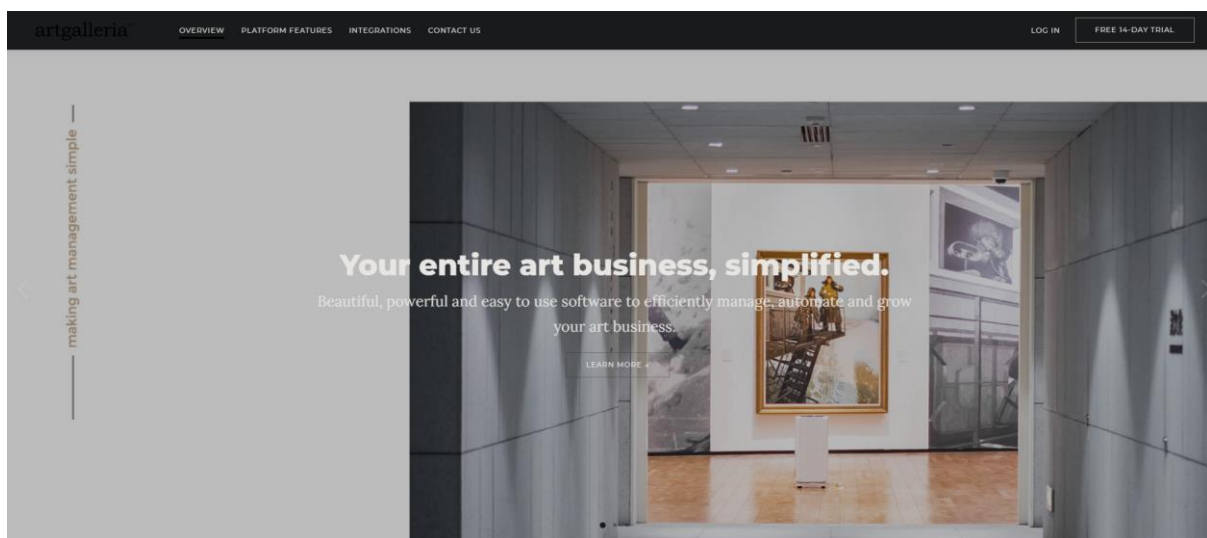 artgalleria
OVERVIEW PLATFORM FEATURES INTEGRATIONS CONTACT US LOG IN FREE 14-DAY TRIAL
making art management simple
Your entire art business, simplified.
Beautiful, powerful and easy to use software to efficiently manage, automate and grow
your art business.
LEARN MORE